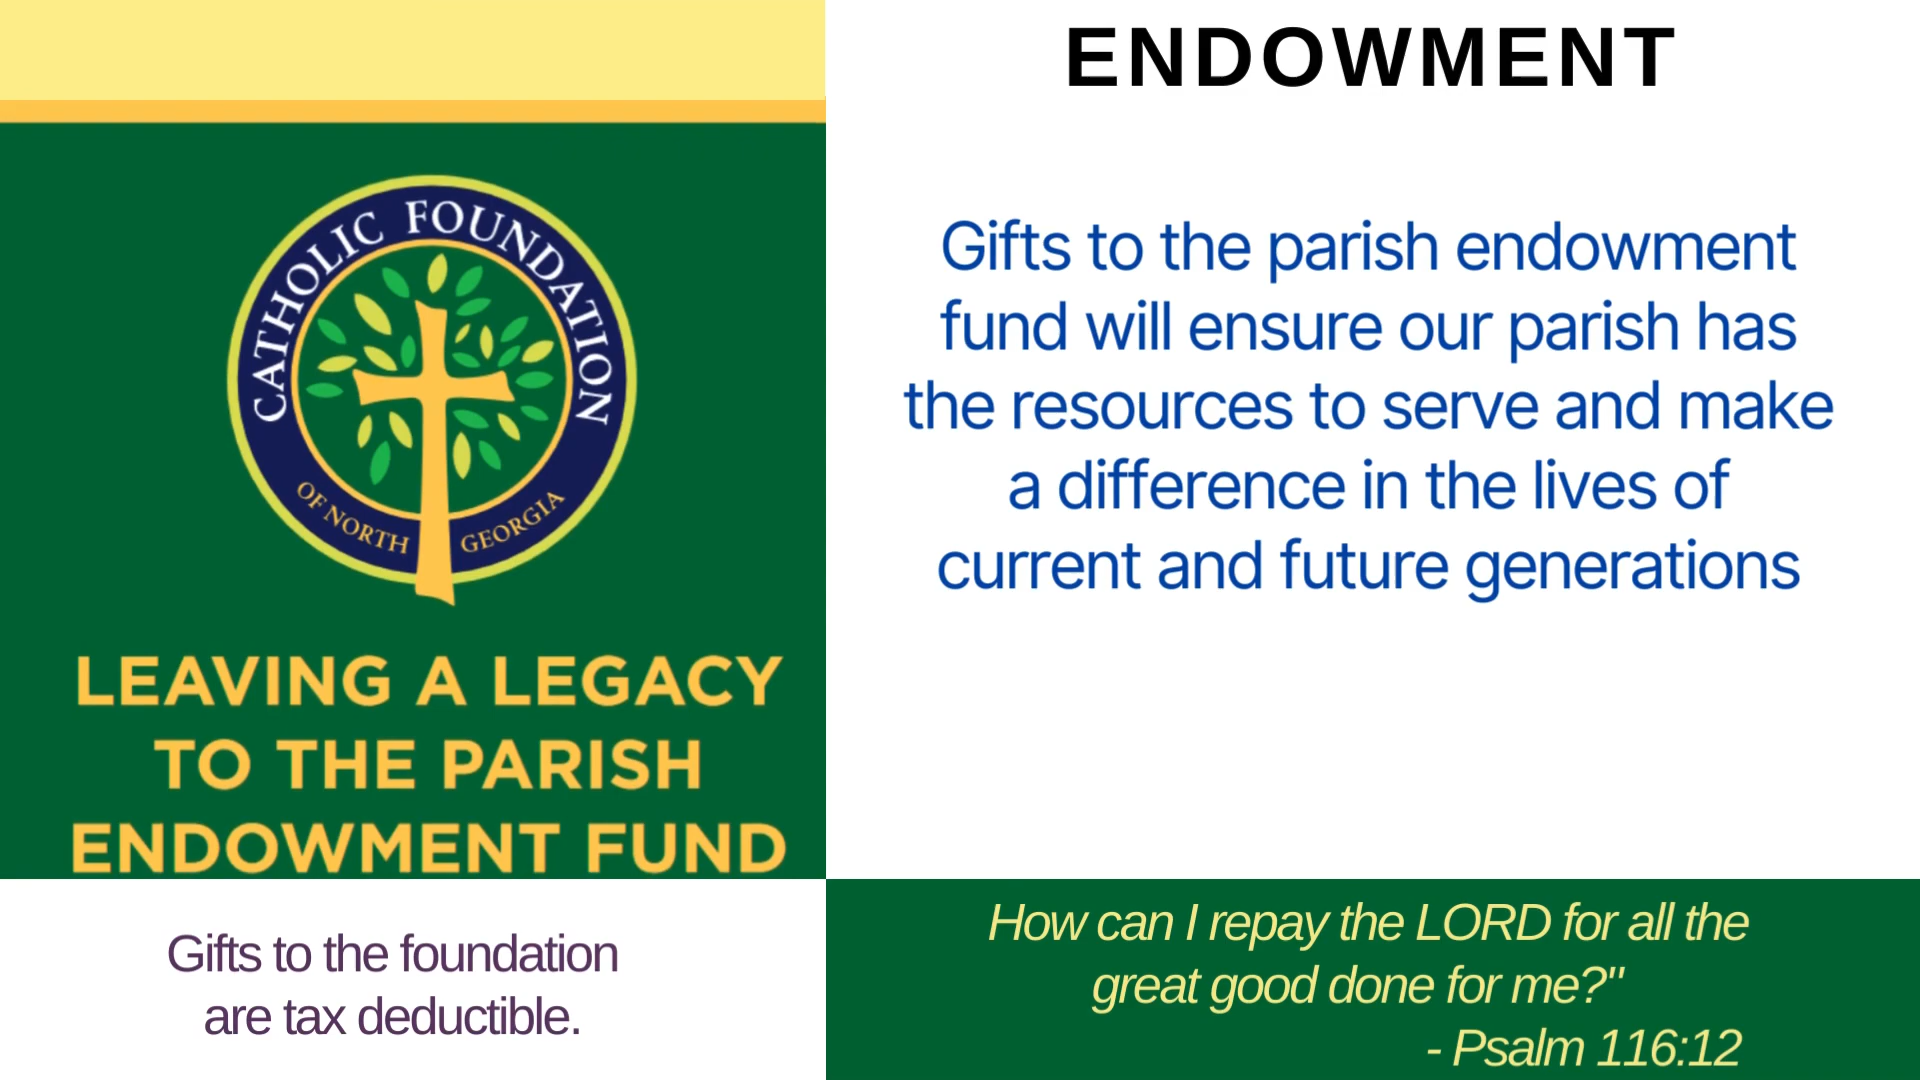 CATHOLIC FOUNDATION
OF NORTH GEORGIA
LEAVING A LEGACY
TO THE PARISH
ENDOWMENT FUND
Gifts to the foundation
are tax deductible.
ENDOWMENT
Gifts to the parish endowment
fund will ensure our parish has
the resources to serve and make
a difference in the lives of
current and future generations
How can I repay the LORD for all the
great good done for me?"
- Psalm 116:12